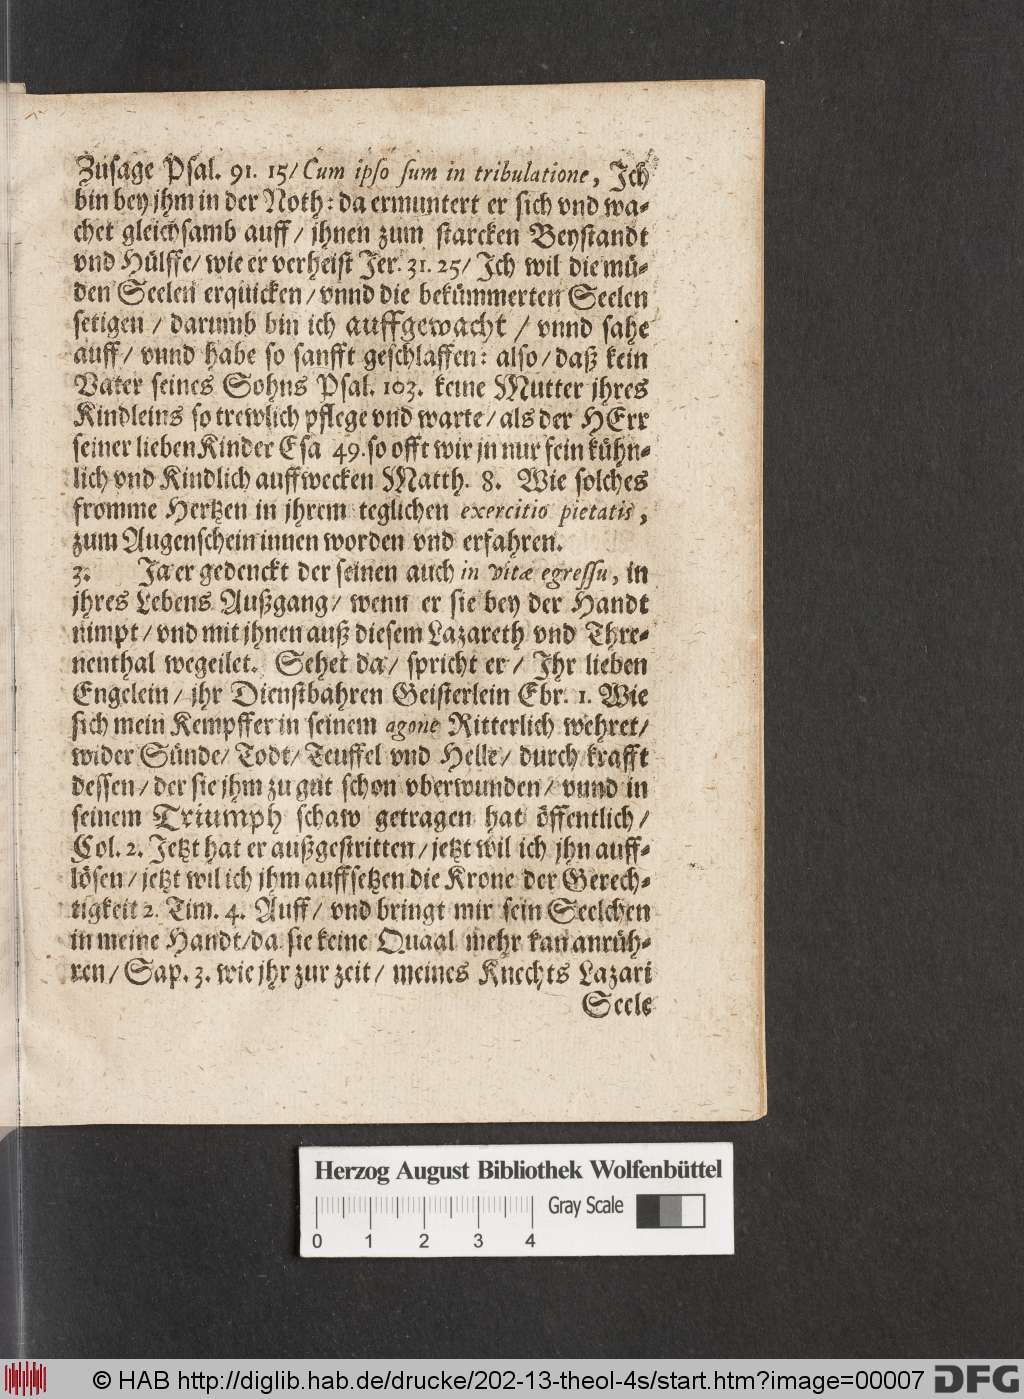 Zusage Psal. 91. 15/ Cum ipso sum in tribulatione, Ich
bin bey jhm in der Noth: da ermuntert er sich vnd wa-
chet gleichsamb auff/ jhnen zum starcken Beystandt
vnd Hülffe/ wie er verheist Jer. 31. 25/ Ich wil die mü-
den Seelen erquicken/ vnnd die bekümmerten Seelen
setigen/ darumb bin ich auffgewacht/ vnnd sahe
auff/ vnnd habe so sanfft geschlaffen: also/ daß kein
Vater seines Sohns Psal. 103. keine Mutter jhres
Kindleins so trewlich pflege vnd warte/ als der HErr
seiner lieben Kinder Esa 49. so offt wir jn nur fein kühn-
lich vnd Kindlich auffwecken Matth. 8. Wie solches
fromme Hertzen in jhrem teglichen exercitio pietatis,
zum Augenschein innen worden vnd erfahren.
3. Ja er gedenckt der seinen auch in vitæ egressu, in
jhres Lebens Außgang/ wenn er sie bey der Handt
nimpt/ vnd mit jhnen auß diesem Lazareth vnd Thre-
nenthal wegeilet. Sehet da/ spricht er/ Ihr lieben
Engelein/ jhr Dienstbahren Geisterlein Ebr. 1. Wie
sich mein Kempffer in seinem agone Ritterlich wehret/
wider Sünde/ Todt/ Teuffel vnd Helle/ durch krafft
dessen/ der sie jhm zu gut schon vberwunden/ vnnd in
seinem Triumph schaw getragen hat öffentlich/
Col. 2. Jetzt hat er außgestritten/ jetzt wil ich jhn auff-
lösen/ jetzt wil ich jhm auffsetzen die Krone der Gerech-
tigkeit 2. Tim. 4. Auff/ vnd bringt mir sein Seelchen
in meine Handt/ da sie keine Quaal mehr kan anrüh-
ren/ Sap. 3. wie jhr zur zeit/ meines Knechts Lazari
Seele
Herzog August Bibliothek Wolfenbüttel
Gray Scale
0 1 2 3 4
© HAB http://diglib.hab.de/drucke/202-13-theol-4s/start.htm?image=00007
DFG